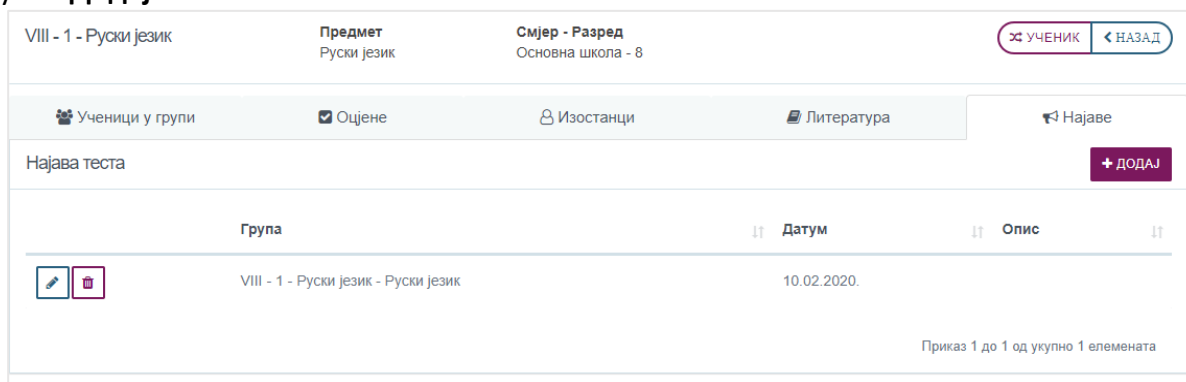 VIII - 1 - Руски језик
Предмет
Руски језик
Смјер - Разред
Основна школа - 8
УЧЕНИК
НАЗАД
Ученици у групи
Оцјене
Изостанци
Литература
Најаве
Најава теста
ДОДАЈ
Група Датум Опис
VIII - 1 - Руски језик - Руски језик 10.02.2020.
Приказ 1 до 1 од укупно 1 елемената